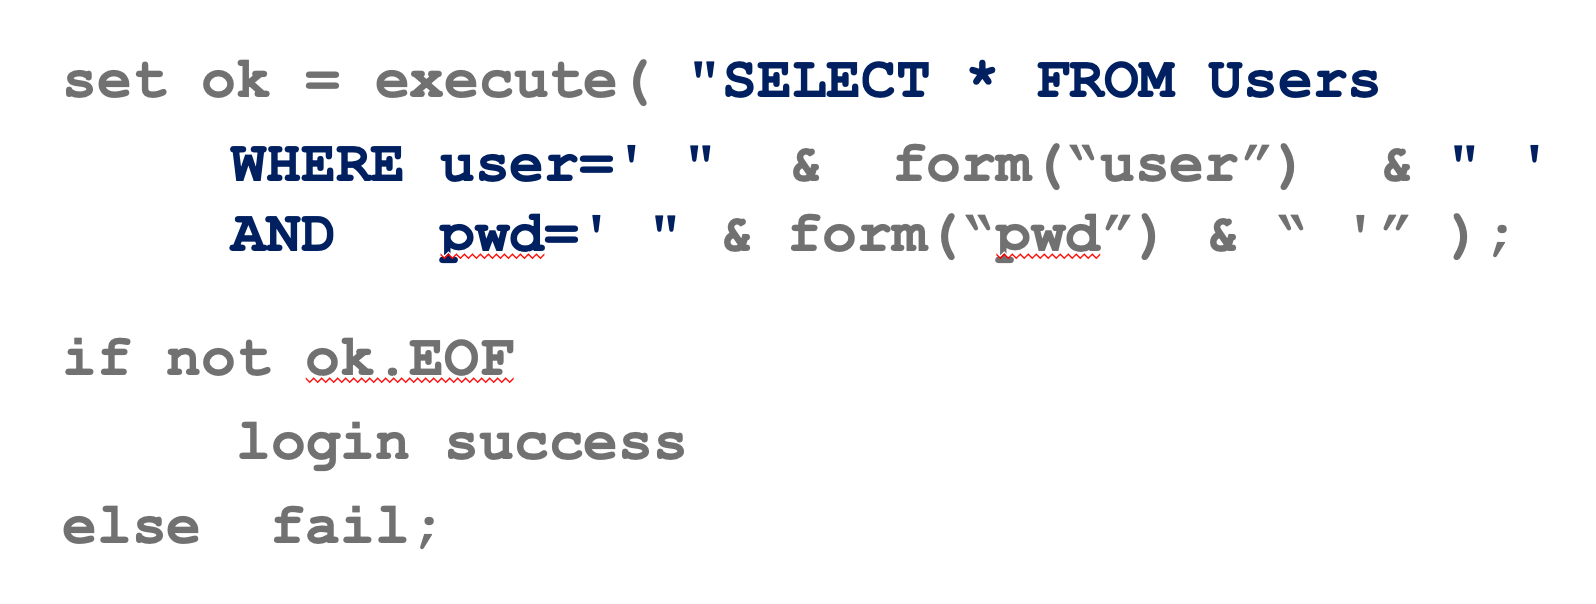 set ok = execute( "SELECT * FROM Users
WHERE user=' " & form(“user”) & " '
AND pwd=' " & form(“pwd”) & “ '” );
if not ok.EOF
login success
else fail;